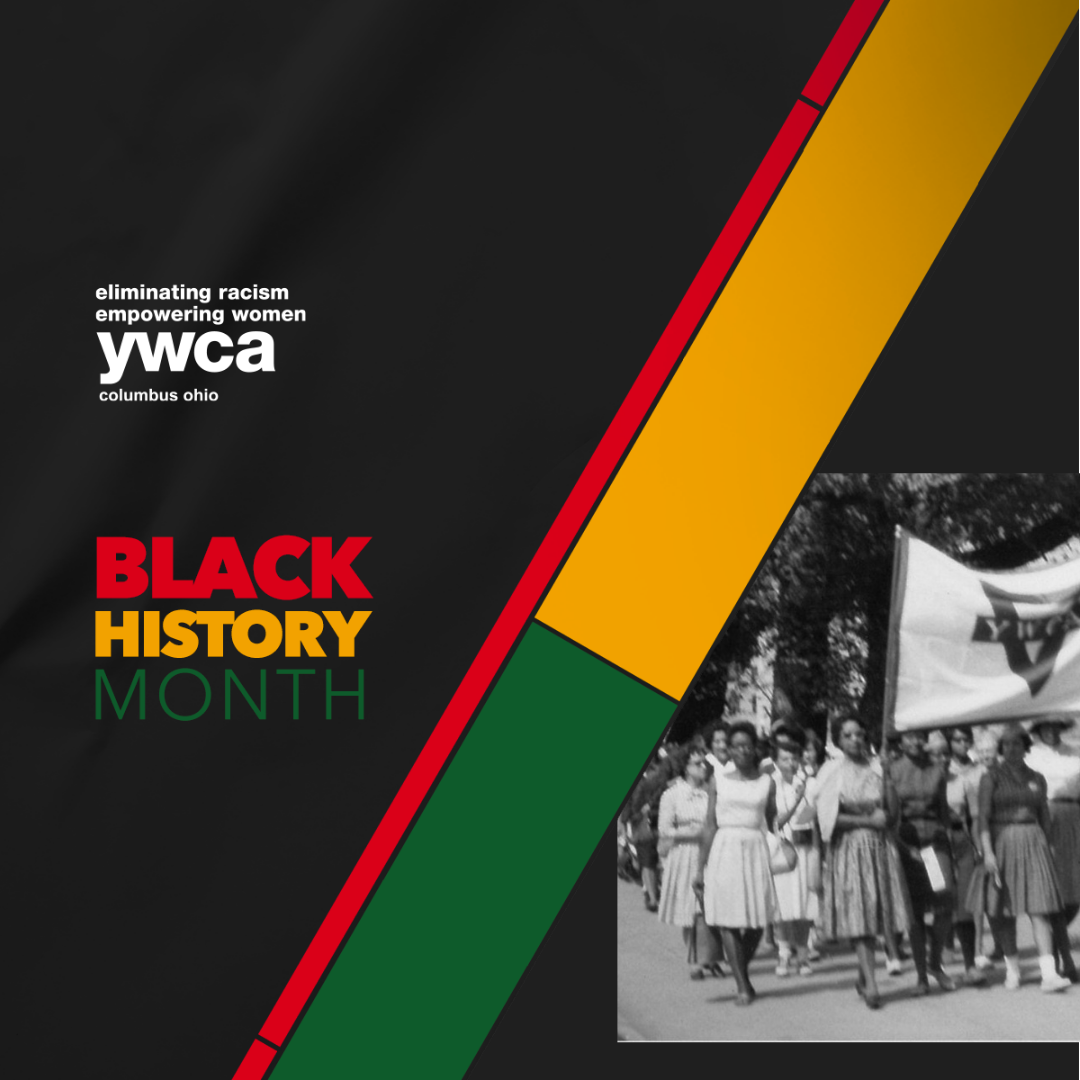 eliminating racism
empowering women
ywca
columbus ohio
BLACK
HISTORY
MONTH